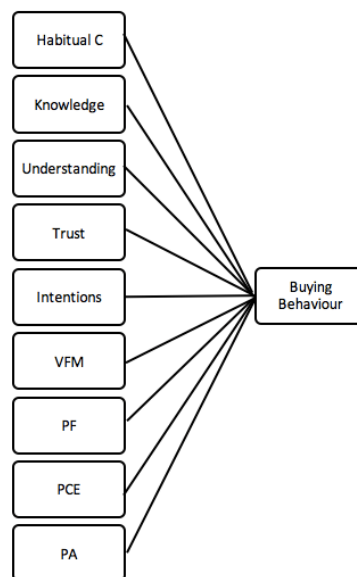 Habitual C
Knowledge
Understanding
Trust
Intentions
Buying
Behaviour
VFM
PF
PCE
PA